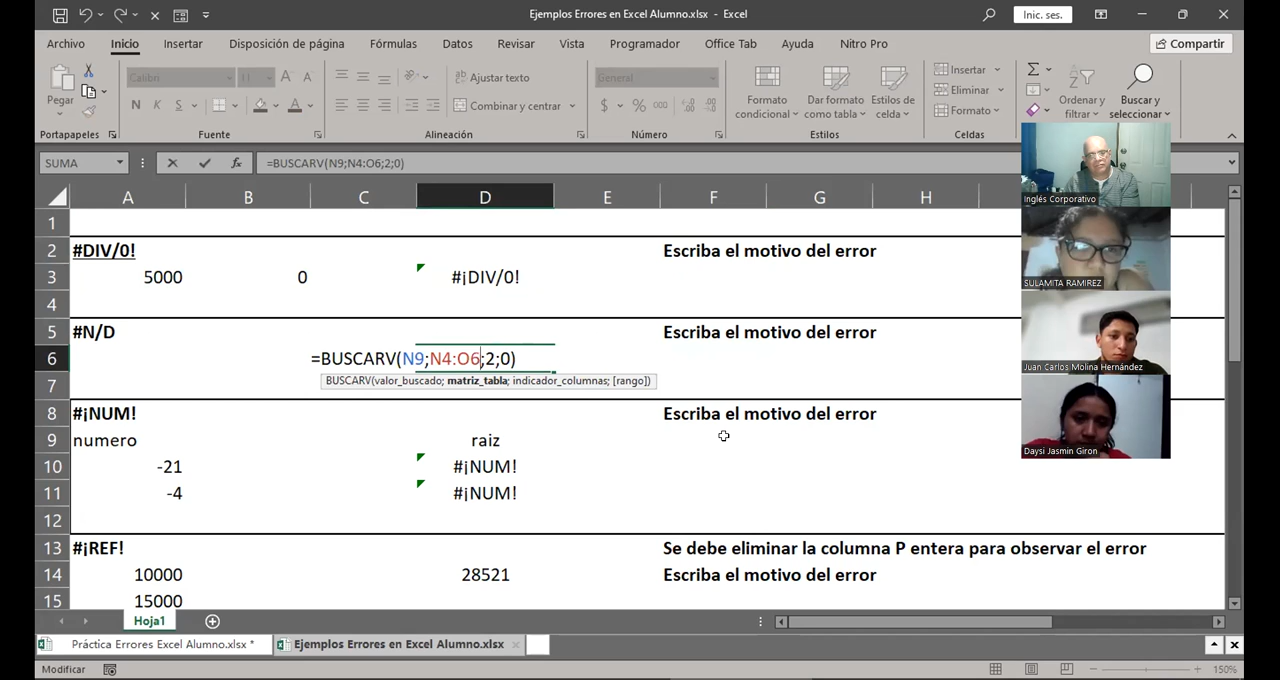 Ejemplos Errores en Excel Alumno.xlsx - Excel
Inic. ses.
Archivo Inicio Insertar Disposición de página Fórmulas Datos Revisar Vista Programador Office Tab Ayuda Nitro Pro Compartir
Pegar
Portapapeles
Calibri 11
N K S
Fuente
Ajustar texto
Combinar y centrar
Alineación
General
$ % 000
Número
Formato condicional
Dar formato como tabla
Estilos de celda
Estilos
Insertar
Eliminar
Formato
Celdas
Ordenar y filtrar
Buscar y seleccionar
SUMA fx =BUSCARV(N9;N4:O6;2;0)
A B C D E F G H
1
2 #DIV/0! Escriba el motivo del error
3 5000 0 #¡DIV/0!
4
5 #N/D Escriba el motivo del error
6 =BUSCARV(N9;N4:O6;2;0)
BUSCARV(valor_buscado; matriz_tabla; indicador_columnas; [rango])
7
8 #¡NUM! Escriba el motivo del error
9 numero raiz
10 -21 #¡NUM!
11 -4 #¡NUM!
12
13 #¡REF! Se debe eliminar la columna P entera para observar el error
14 10000 28521 Escriba el motivo del error
15 15000
Inglés Corporativo
SULAMITA RAMIREZ
Juan Carlos Molina Hernández
Daysi Jasmin Giron
Hoja1
Práctica Errores Excel Alumno.xlsx * Ejemplos Errores en Excel Alumno.xlsx
Modificar 150%